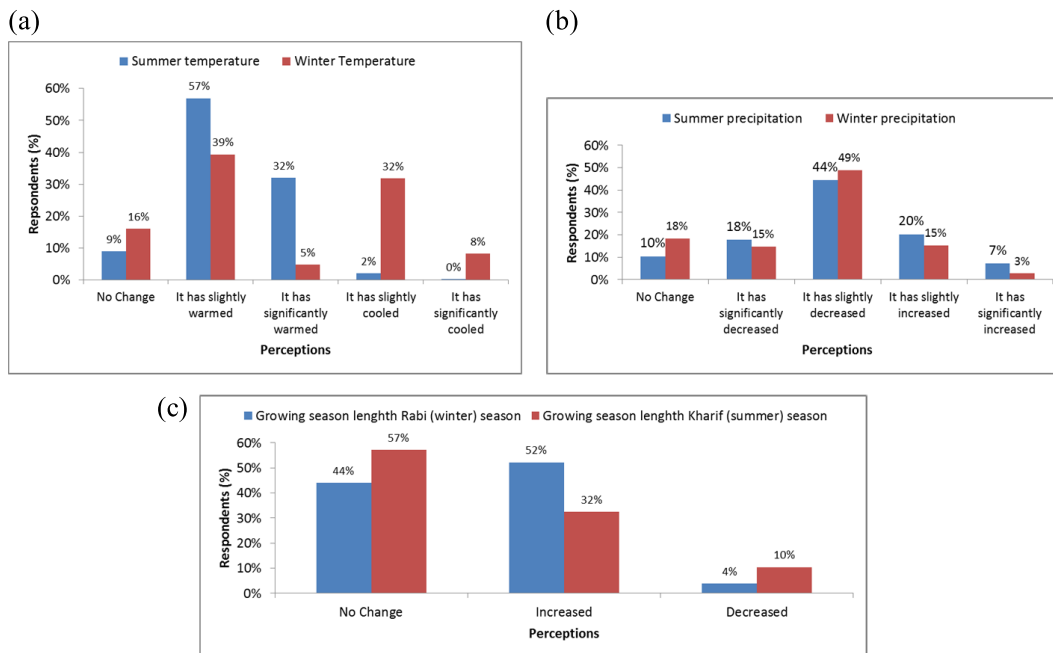 (a)
Summer temperature Winter Temperature
Repsondents (%)
60%
50%
40%
30%
20%
10%
0%
9%
16%
57%
39%
32%
5%
2%
32%
0%
8%
No Change
It has slightly
warmed
It has
significantly
warmed
It has slightly
cooled
It has
significantly
cooled
Perceptions
(b)
Summer precipitation Winter precipitation
Respondents (%)
60%
50%
40%
30%
20%
10%
0%
10%
18%
18%
15%
44%
49%
20%
15%
7%
3%
No Change
It has
significantly
decreased
It has slightly
decreased
It has slightly
increased
It has
significantly
increased
Perceptions
(c)
Growing season lenghth Rabi (winter) season Growing season lenghth Kharif (summer) season
Respondents (%)
60%
50%
40%
30%
20%
10%
0%
44%
57%
52%
32%
4%
10%
No Change
Increased
Decreased
Perceptions